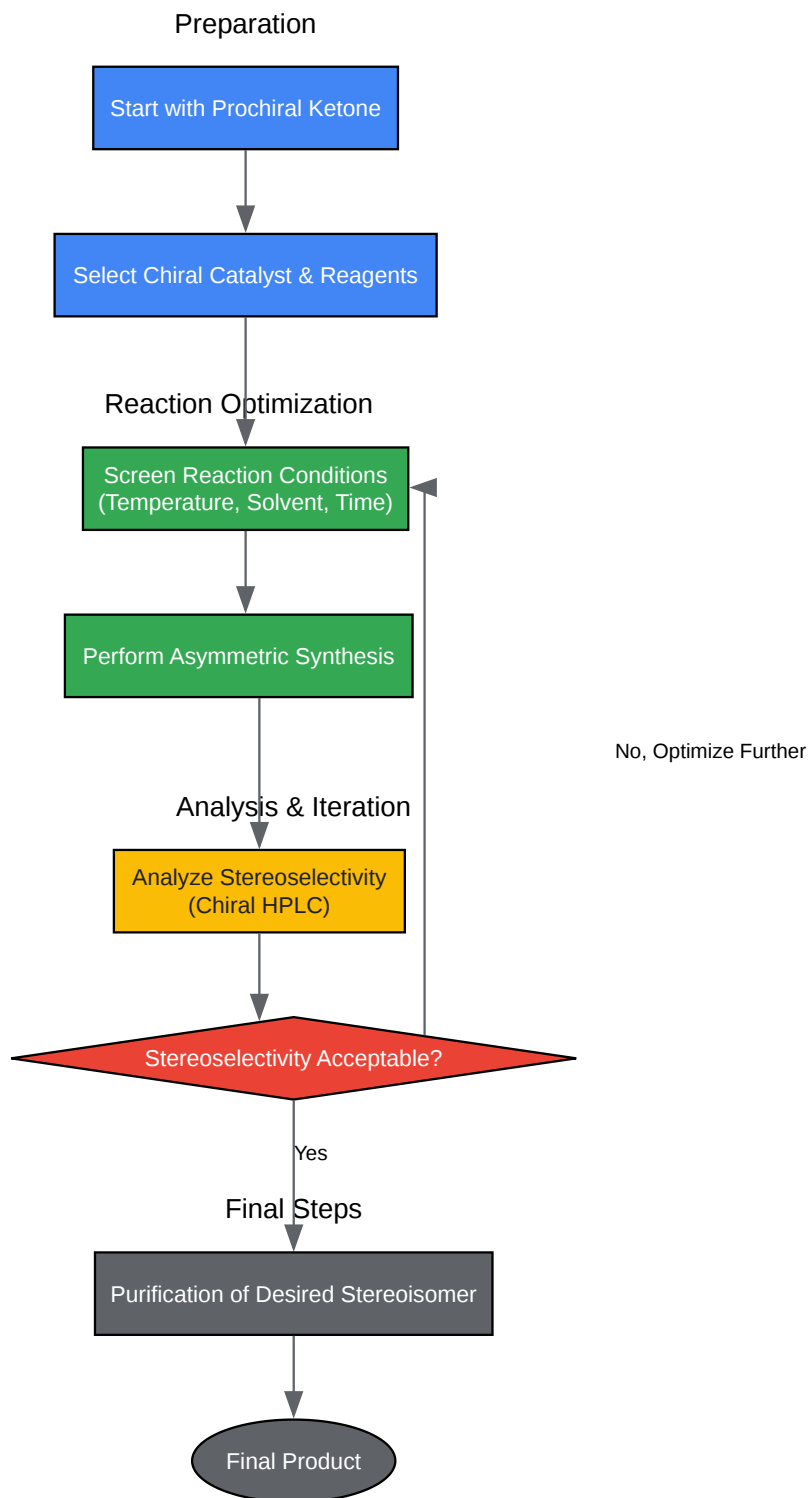 Preparation
Start with Prochiral Ketone
Select Chiral Catalyst & Reagents
Reaction Optimization
Screen Reaction Conditions
(Temperature, Solvent, Time)
Perform Asymmetric Synthesis
No, Optimize Further
Analysis & Iteration
Analyze Stereoselectivity
(Chiral HPLC)
Stereoselectivity Acceptable?
Yes
Final Steps
Purification of Desired Stereoisomer
Final Product